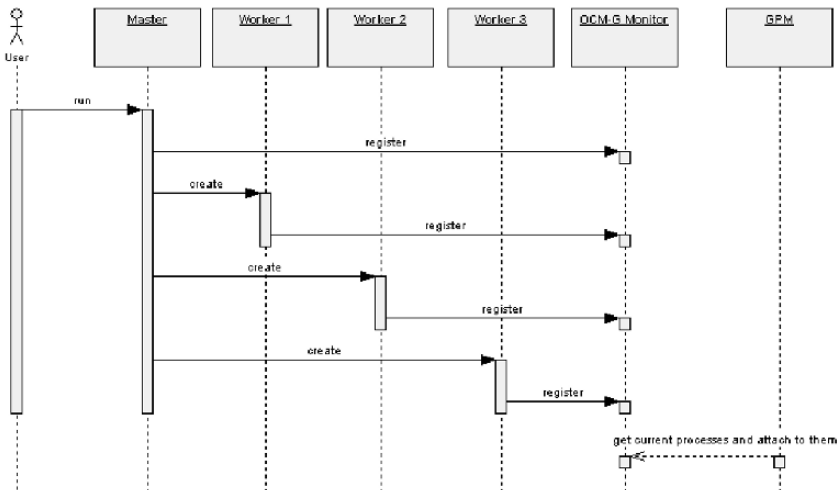 Master
Worker 1
Worker 2
Worker 3
OCM-G Monitor
GPM
User
run
register
create
register
create
register
create
register
get current processes and attach to them